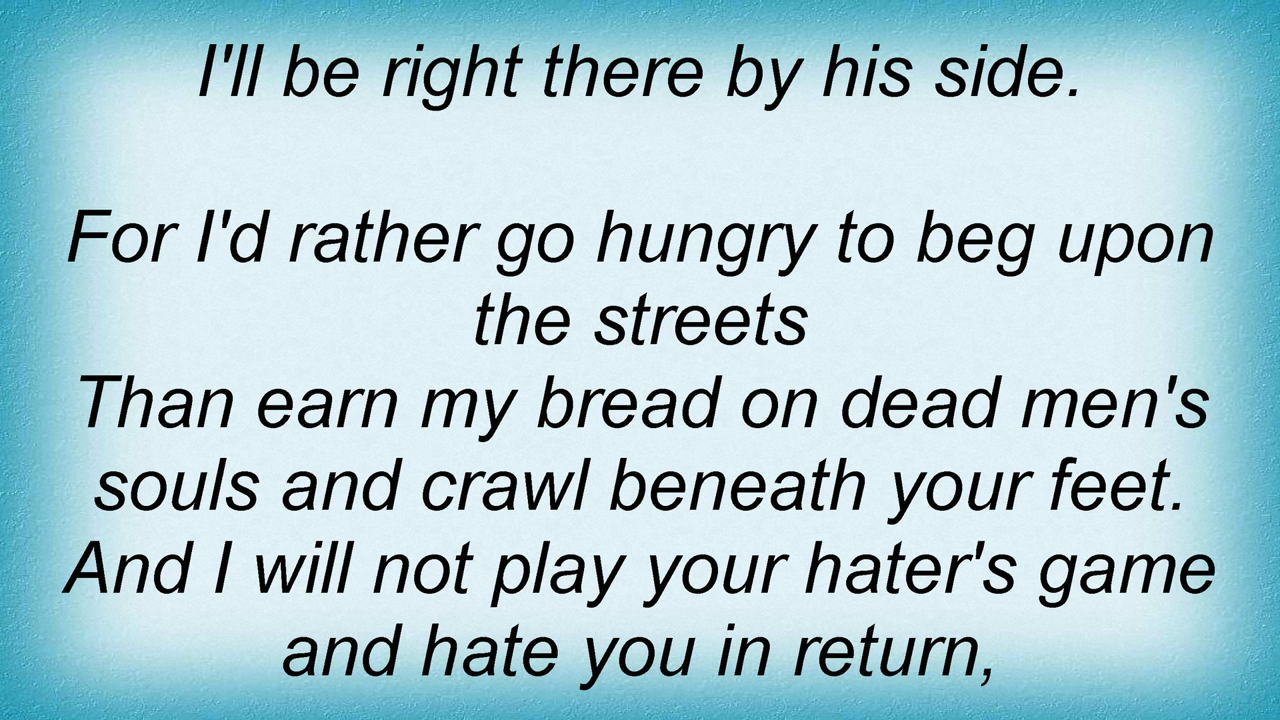 I'll be right there by his side.
For I'd rather go hungry to beg upon
the streets
Than earn my bread on dead men's
souls and crawl beneath your feet.
And I will not play your hater's game
and hate you in return,